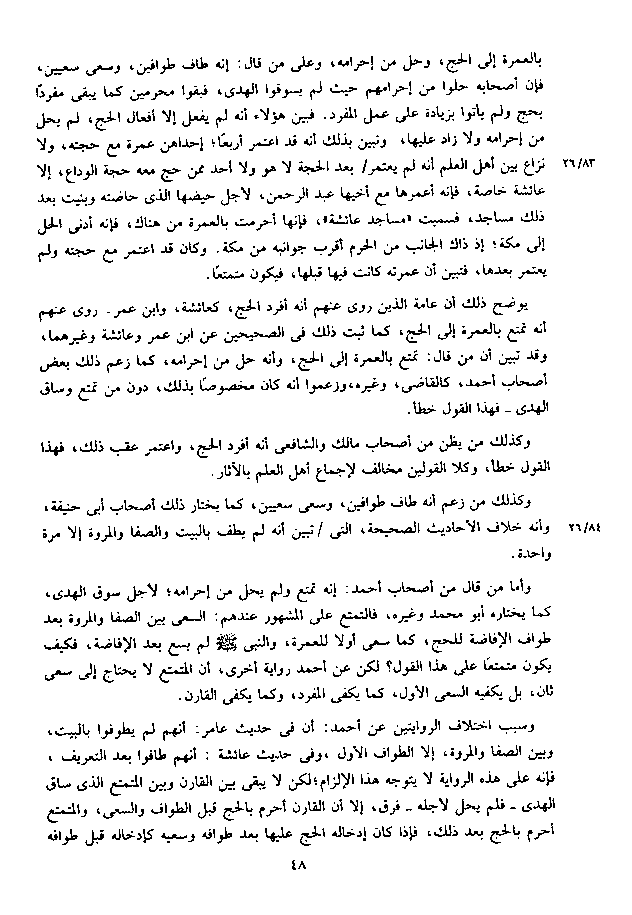 بالعمرة إلى الحج، وحل من إحرامه، وعلى من قال: إنه طاف طوافين، وسعى سعيين،
فإن أصحابه حلوا من إحرامهم حيث لم يسوقوا الهدى، فبقوا محرمين كما يبقى مفردًا
بحج ولم يأتوا بزيادة على عمل المفرد. فبين هؤلاء أنه لم يفعل إلا أفعال الحج، لم يحل
من إحرامه ولا زاد عليها، وتبين بذلك أنه قد اعتمر أربعًا؛ إحداهن عمرة مع حجته، ولا
٢٦/٨٣ نزاع بين أهل العلم أنه لم يعتمر/ بعد الحجة لا هو ولا أحد ممن حج معه حجة الوداع، إلا
عائشة خاصة، فإنه أعمرها مع أخيها عبد الرحمن، لأجل حيضها الذى حاضته وبنيت بعد
ذلك مساجد، فسميت «مساجد عائشة»، فإنها أحرمت بالعمرة من هناك، فإنه أدنى الحل
إلى مكة؛ إذ ذاك الجانب من الحرم أقرب جوانبه من مكة. وكان قد اعتمر مع حجته ولم
يعتمر بعدها، فتبين أن عمرته كانت فيها قبلها، فيكون متمتعًا.
يوضح ذلك أن عامة الذين روى عنهم أنه أفرد الحج، كعائشة، وابن عمر ـ روى عنهم
أنه تمتع بالعمرة إلى الحج، كما ثبت ذلك فى الصحيحين عن ابن عمر وعائشة وغيرهما،
وقد تبين أن من قال: تمتع بالعمرة إلى الحج، وأنه حل من إحرامه، كما زعم ذلك بعض
أصحاب أحمد، كالقاضى، وغيره،وزعموا أنه كان مخصوصًا بذلك، دون من تمتع وساق
الهدى ـ فهذا القول خطأ.
وكذلك من يظن من أصحاب مالك والشافعى أنه أفرد الحج، واعتمر عقب ذلك، فهذا
القول خطأ، وكلا القولين مخالف لإجماع أهل العلم بالآثار.
وكذلك من زعم أنه طاف طوافين، وسعى سعيين، كما يختار ذلك أصحاب أبى حنيفة،
٢٦/٨٤ وأنه خلاف الأحاديث الصحيحة، التى / تبين أنه لم يطف بالبيت والصفا والمروة إلا مرة
واحدة.
وأما من قال من أصحاب أحمد: إنه تمتع ولم يحل من إحرامه؛ لأجل سوق الهدى،
كما يختاره أبو محمد وغيره، فالتمتع على المشهور عندهم: السعى بين الصفا والمروة بعد
طواف الإفاضة للحج، كما سعى أولا للعمرة، والنبى ﷺ لم يسع بعد الإفاضة، فكيف
يكون متمتعًا على هذا القول؟ لكن عن أحمد رواية أخرى، أن المتمتع لا يحتاج إلى سعى
ثان، بل يكفيه السعى الأول، كما يكفى المفرد، وكما يكفى القارن.
وسبب اختلاف الروايتين عن أحمد: أن فى حديث عامر: أنهم لم يطوفوا بالبيت،
وبين الصفا والمروة، إلا الطواف الأول ،وفى حديث عائشة : أنهم طافوا بعد التعريف ،
فإنه على هذه الرواية لا يتوجه هذا الإلزام؛لكن لا يبقى بين القارن وبين المتمتع الذى ساق
الهدى ـ فلم يحل لأجله ـ فرق، إلا أن القارن أحرم بالحج قبل الطواف والسعى، والمتمتع
أحرم بالحج بعد ذلك، فإذا كان إدخاله الحج عليها بعد طوافه وسعيه كإدخاله قبل طوافه
٤٨